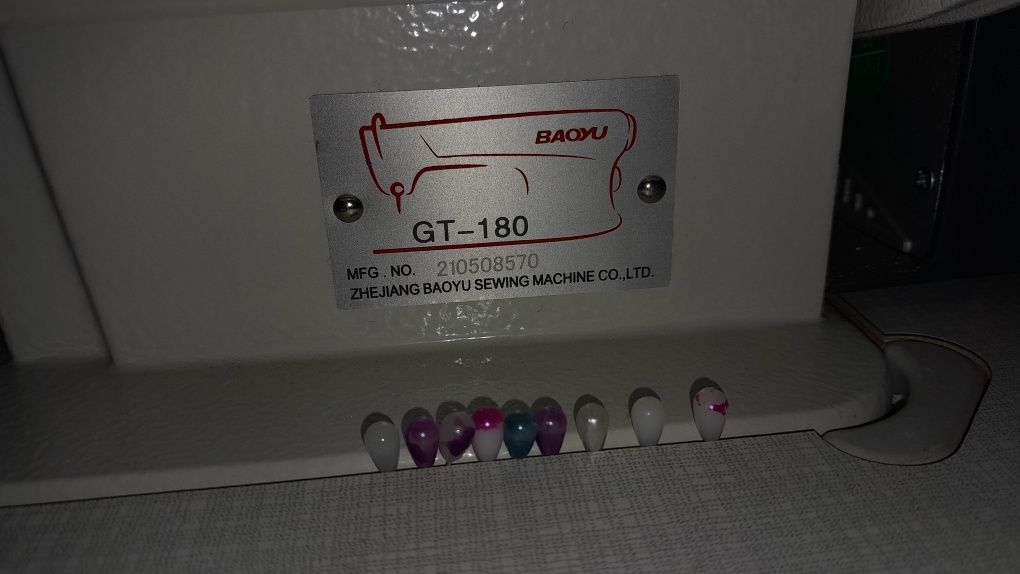 BAOYU
GT-180
MFG . NO. 210508570
ZHEJIANG BAOYU SEWING MACHINE CO.,LTD.